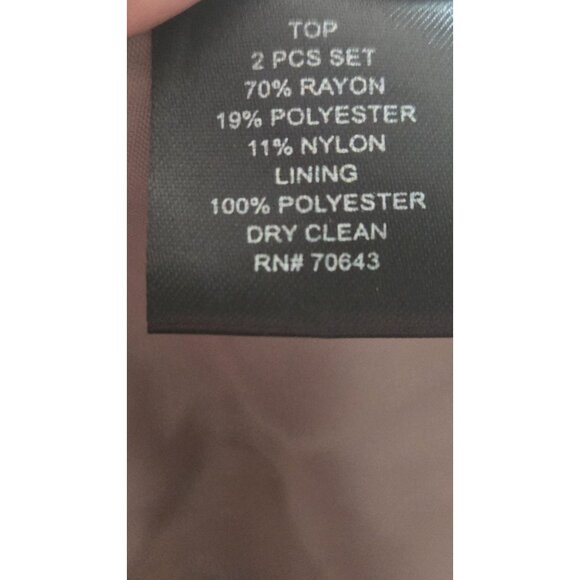 TOP
2 PCS SET
70% RAYON
19% POLYESTER
11% NYLON
LINING
100% POLYESTER
DRY CLEAN
RN# 70643